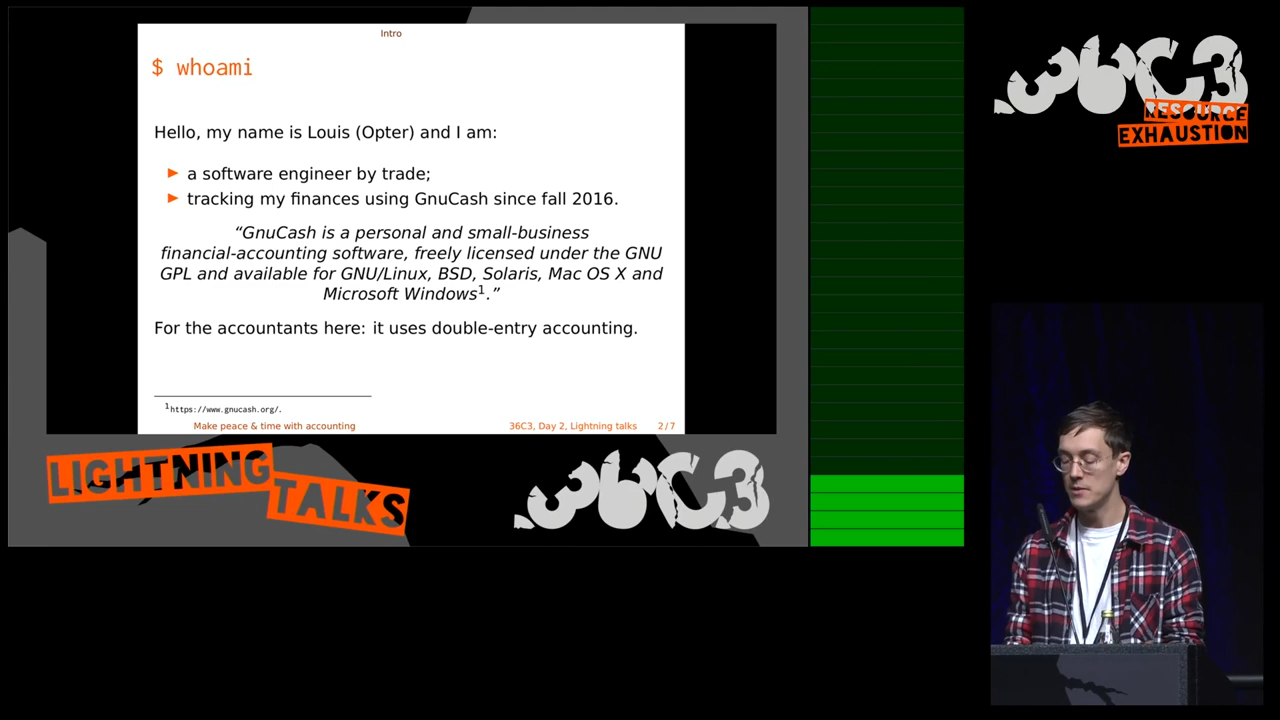 Intro
$ whoami
Hello, my name is Louis (Opter) and I am:
a software engineer by trade;
tracking my finances using GnuCash since fall 2016.
“GnuCash is a personal and small-business
financial-accounting software, freely licensed under the GNU
GPL and available for GNU/Linux, BSD, Solaris, Mac OS X and
Microsoft Windows1.”
For the accountants here: it uses double-entry accounting.
1https://www.gnucash.org/.
Make peace & time with accounting
36C3, Day 2, Lightning talks
2/7
LIGHTNING
TALKS
36C3
36C3
RESOURCE
EXHAUSTION